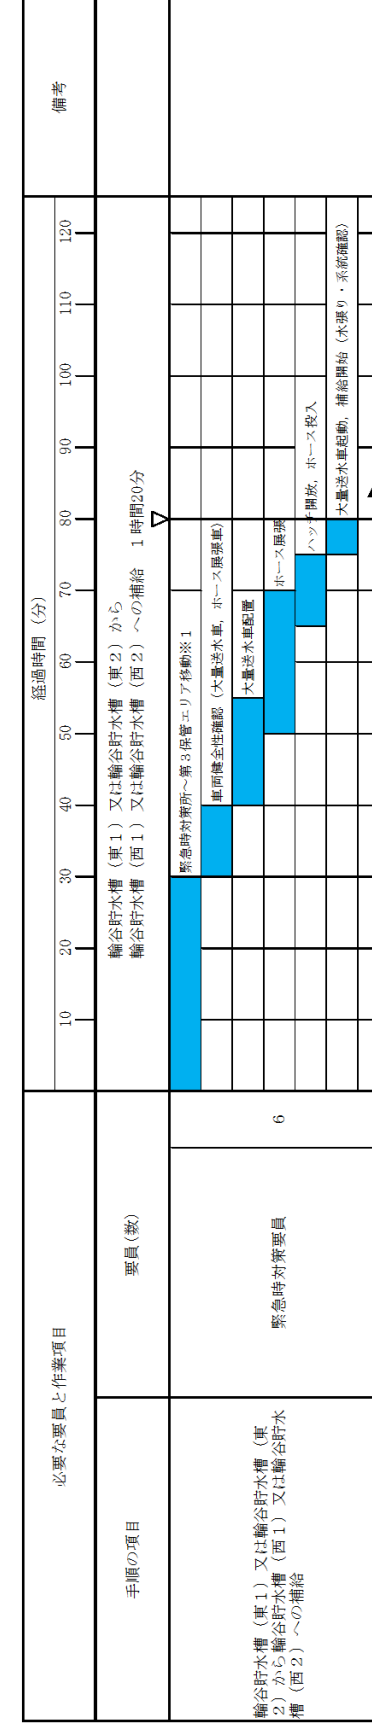 必要な要員と作業項目
経過時間（分）
備考
手順の項目
要員(数)
10 20 30 40 50 60 70 80 90 100 110 120
輪谷貯水槽（東１）又は輪谷貯水槽（東２）から
輪谷貯水槽（西１）又は輪谷貯水槽（西２）への補給　１時間20分
輪谷貯水槽（東１）又は輪谷貯水槽（東
２）から輪谷貯水槽（西１）又は輪谷貯水
槽（西２）への補給
緊急時対策要員
6
緊急時対策所～第３保管エリア移動※１
車両健全性確認（大量送水車，ホース展張車）
大量送水車配置
ホース展張
ハッチ開放，ホース投入
大量送水車起動，補給開始（水張り・系統確認）